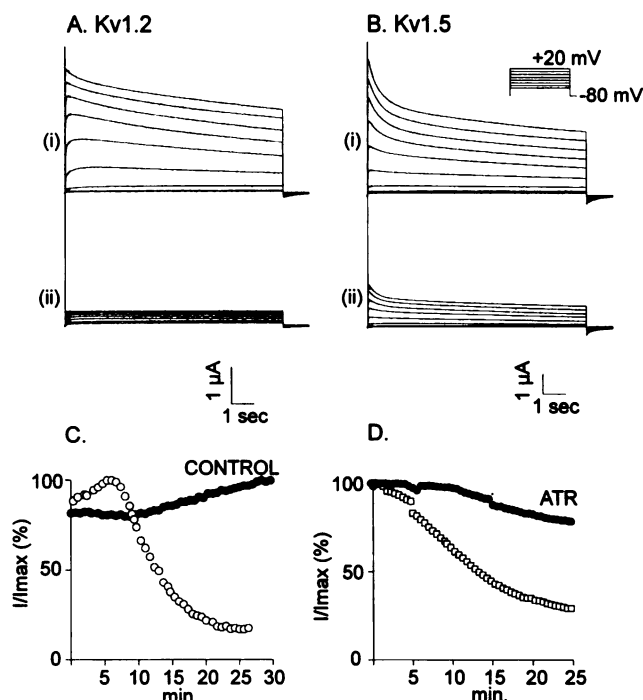 A. Kv1.2
B. Kv1.5
+20 mV
-80 mV
(i)
(i)
(ii)
(ii)
1 µA
1 sec
1 µA
1 sec
C.
D.
CONTROL
ATR
I/Imax (%)
100
50
0
5 10 15 20 25 30
min.
I/Imax (%)
100
50
0
5 10 15 20 25
min.